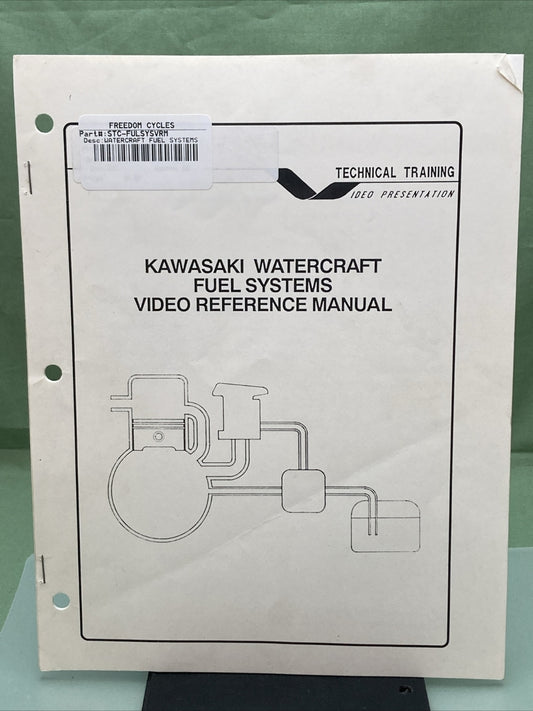 FREEDOM CYCLES
Part#:STC-FULSYSVRM
Desc:WATERCRAFT FUEL SYSTEMS
TECHNICAL TRAINING
IDEO PRESENTATION
KAWASAKI WATERCRAFT
FUEL SYSTEMS
VIDEO REFERENCE MANUAL